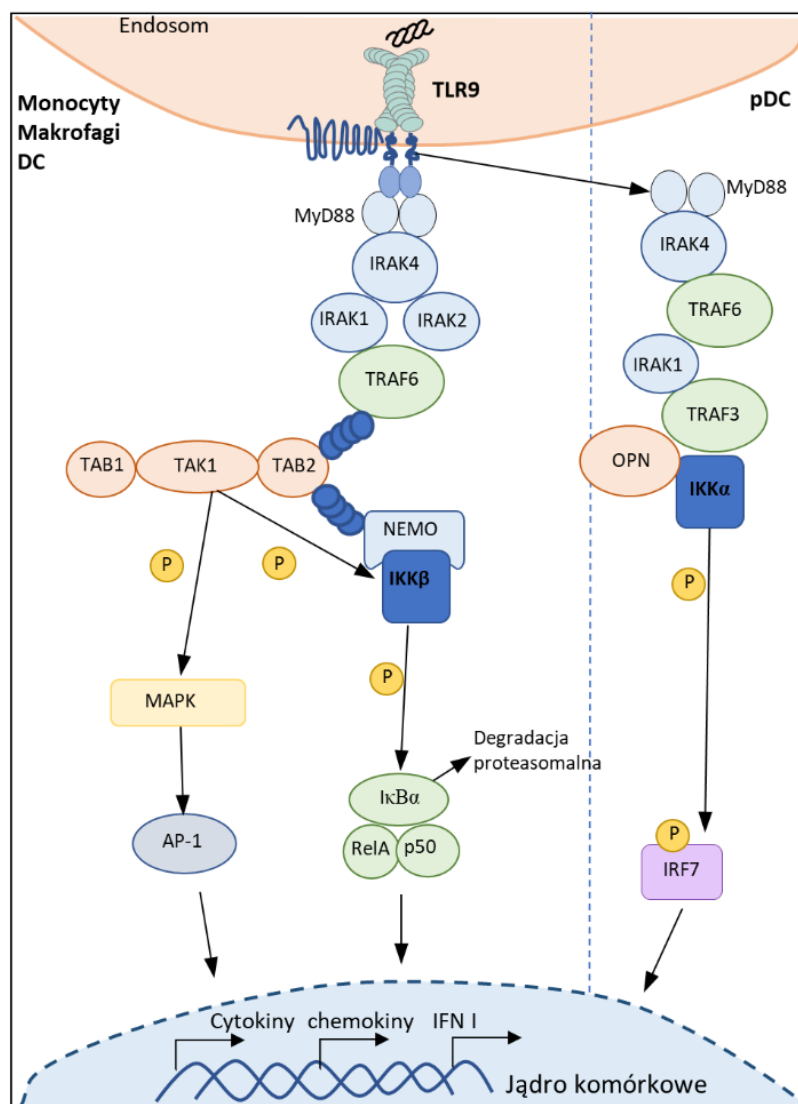 Endosom
TLR9
Monocyty
Makrofagi
DC
pDC
MyD88
MyD88
IRAK4
IRAK4
IRAK1
IRAK2
TRAF6
TRAF6
IRAK1
TRAF3
TAB1
TAK1
TAB2
OPN
IKKα
NEMO
IKKβ
P
P
P
P
MAPK
Degradacja
proteasomalna
IκBα
AP-1
RelA
p50
P
IRF7
Cytokiny
chemokiny
IFN I
Jądro komórkowe